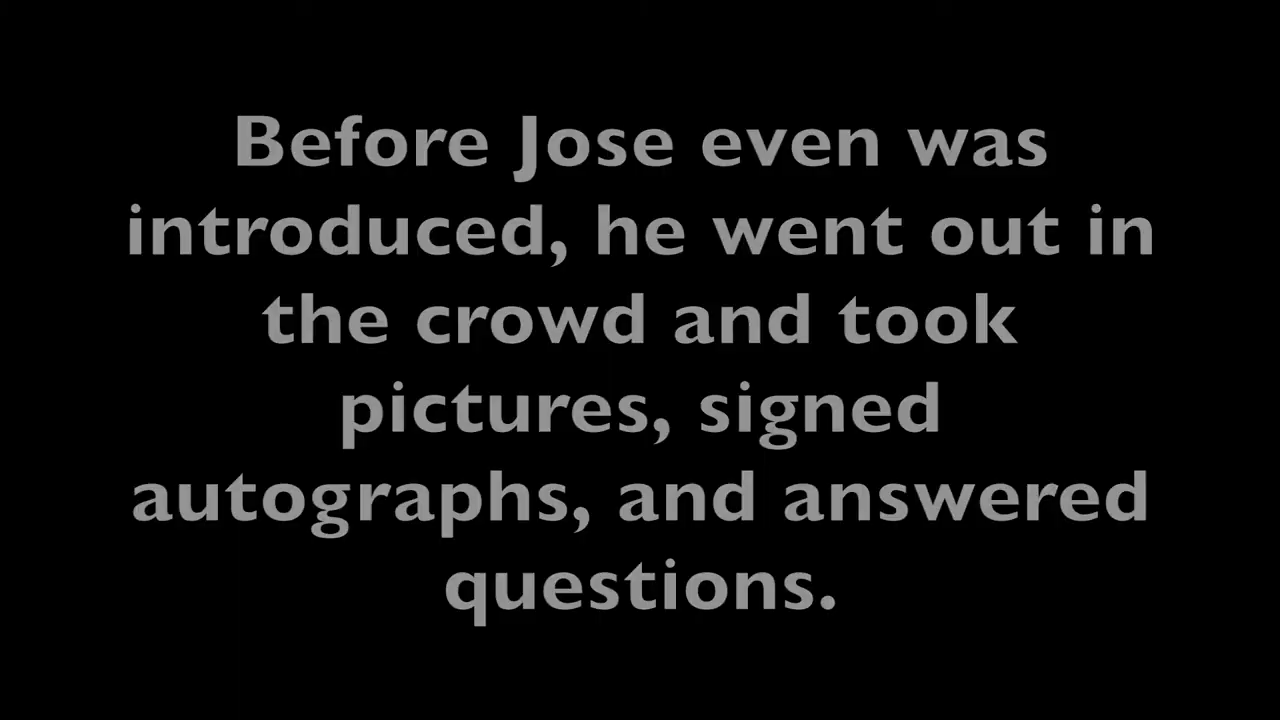 Before Jose even was
introduced, he went out in
the crowd and took
pictures, signed
autographs, and answered
questions.